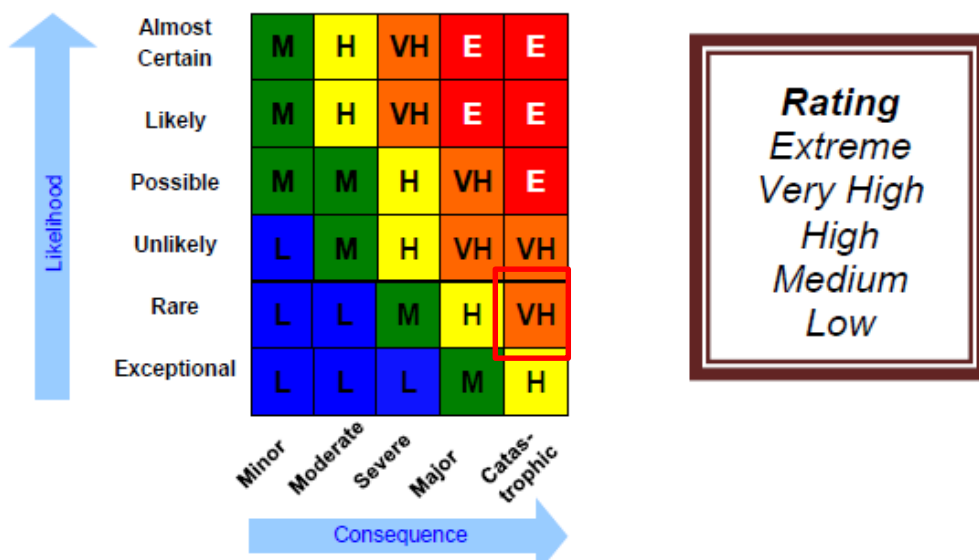 Almost
Certain
M H VH E E
Likely
M H VH E E
Possible
M M H VH E
Unlikely
L M H VH VH
Rare
L L M H VH
Exceptional
L L L M H
Likelihood
Minor
Moderate
Severe
Major
Catas-
trophic
Consequence
Rating
Extreme
Very High
High
Medium
Low